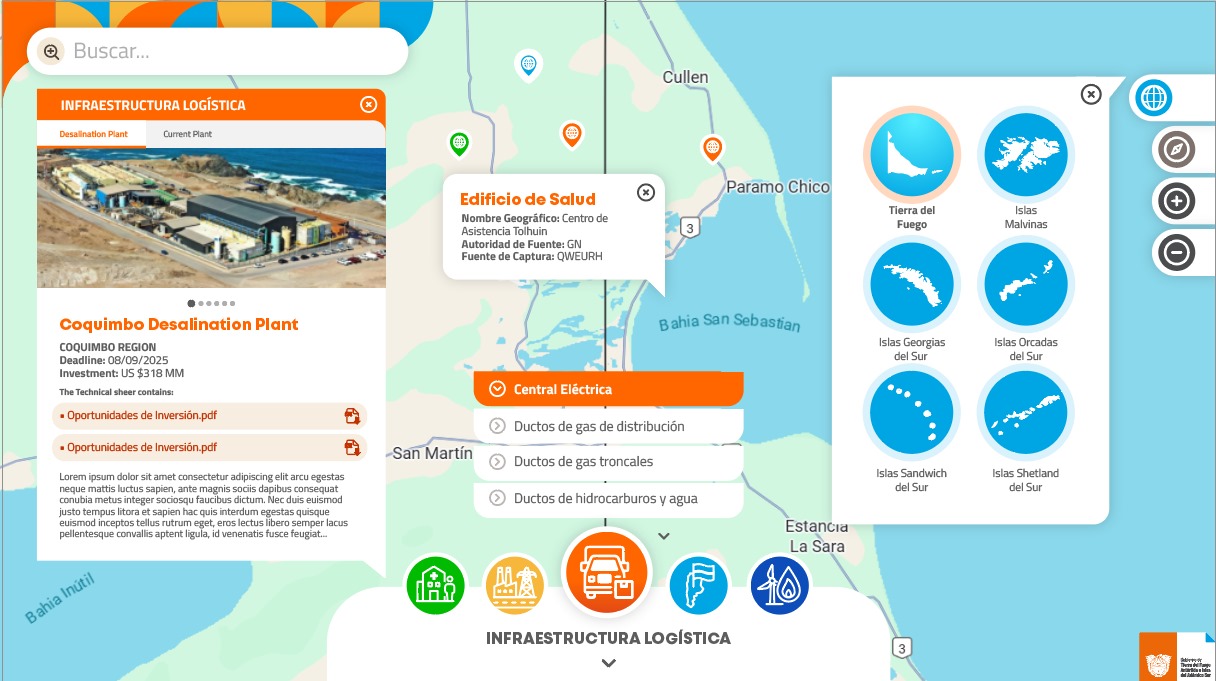 Buscar...
INFRAESTRUCTURA LOGÍSTICA
Desalination Plant
Current Plant
Coquimbo Desalination Plant
COQUIMBO REGION
Deadline: 08/09/2025
Investment: US $318 MM
The Technical sheer contains:
▪ Oportunidades de Inversión.pdf
▪ Oportunidades de Inversión.pdf
Lorem ipsum dolor sit amet consectetur adipiscing elit arcu egestas
neque mattis luctus sapien, ante magnis sociis dapibus consequat
conubia metus integer sociosqu faucibus dictum. Nec duis euismod
justo tempus litora et sapien hac quis interdum egestas quisque
euismod inceptos tellus rutrum eget, eros lectus libero semper lacus
pellentesque convallis aptent ligula, id venenatis fusce feugiat...
Bahia Inútil
Cullen
Paramo Chico
3
Edificio de Salud
Nombre Geográfico: Centro de
Asistencia Tolhuin
Autoridad de Fuente: GN
Fuente de Captura: QWEURH
Bahia San Sebastian
San Martín
Central Eléctrica
Ductos de gas de distribución
Ductos de gas troncales
Ductos de hidrocarburos y agua
Estancia
La Sara
INFRAESTRUCTURA LOGÍSTICA
3
Tierra del
Fuego
Islas
Malvinas
Islas Georgias
del Sur
Islas Orcadas
del Sur
Islas Sandwich
del Sur
Islas Shetland
del Sur
Gobierno de
Tierra del Fuego
Antártida e Islas
del Atlántico Sur